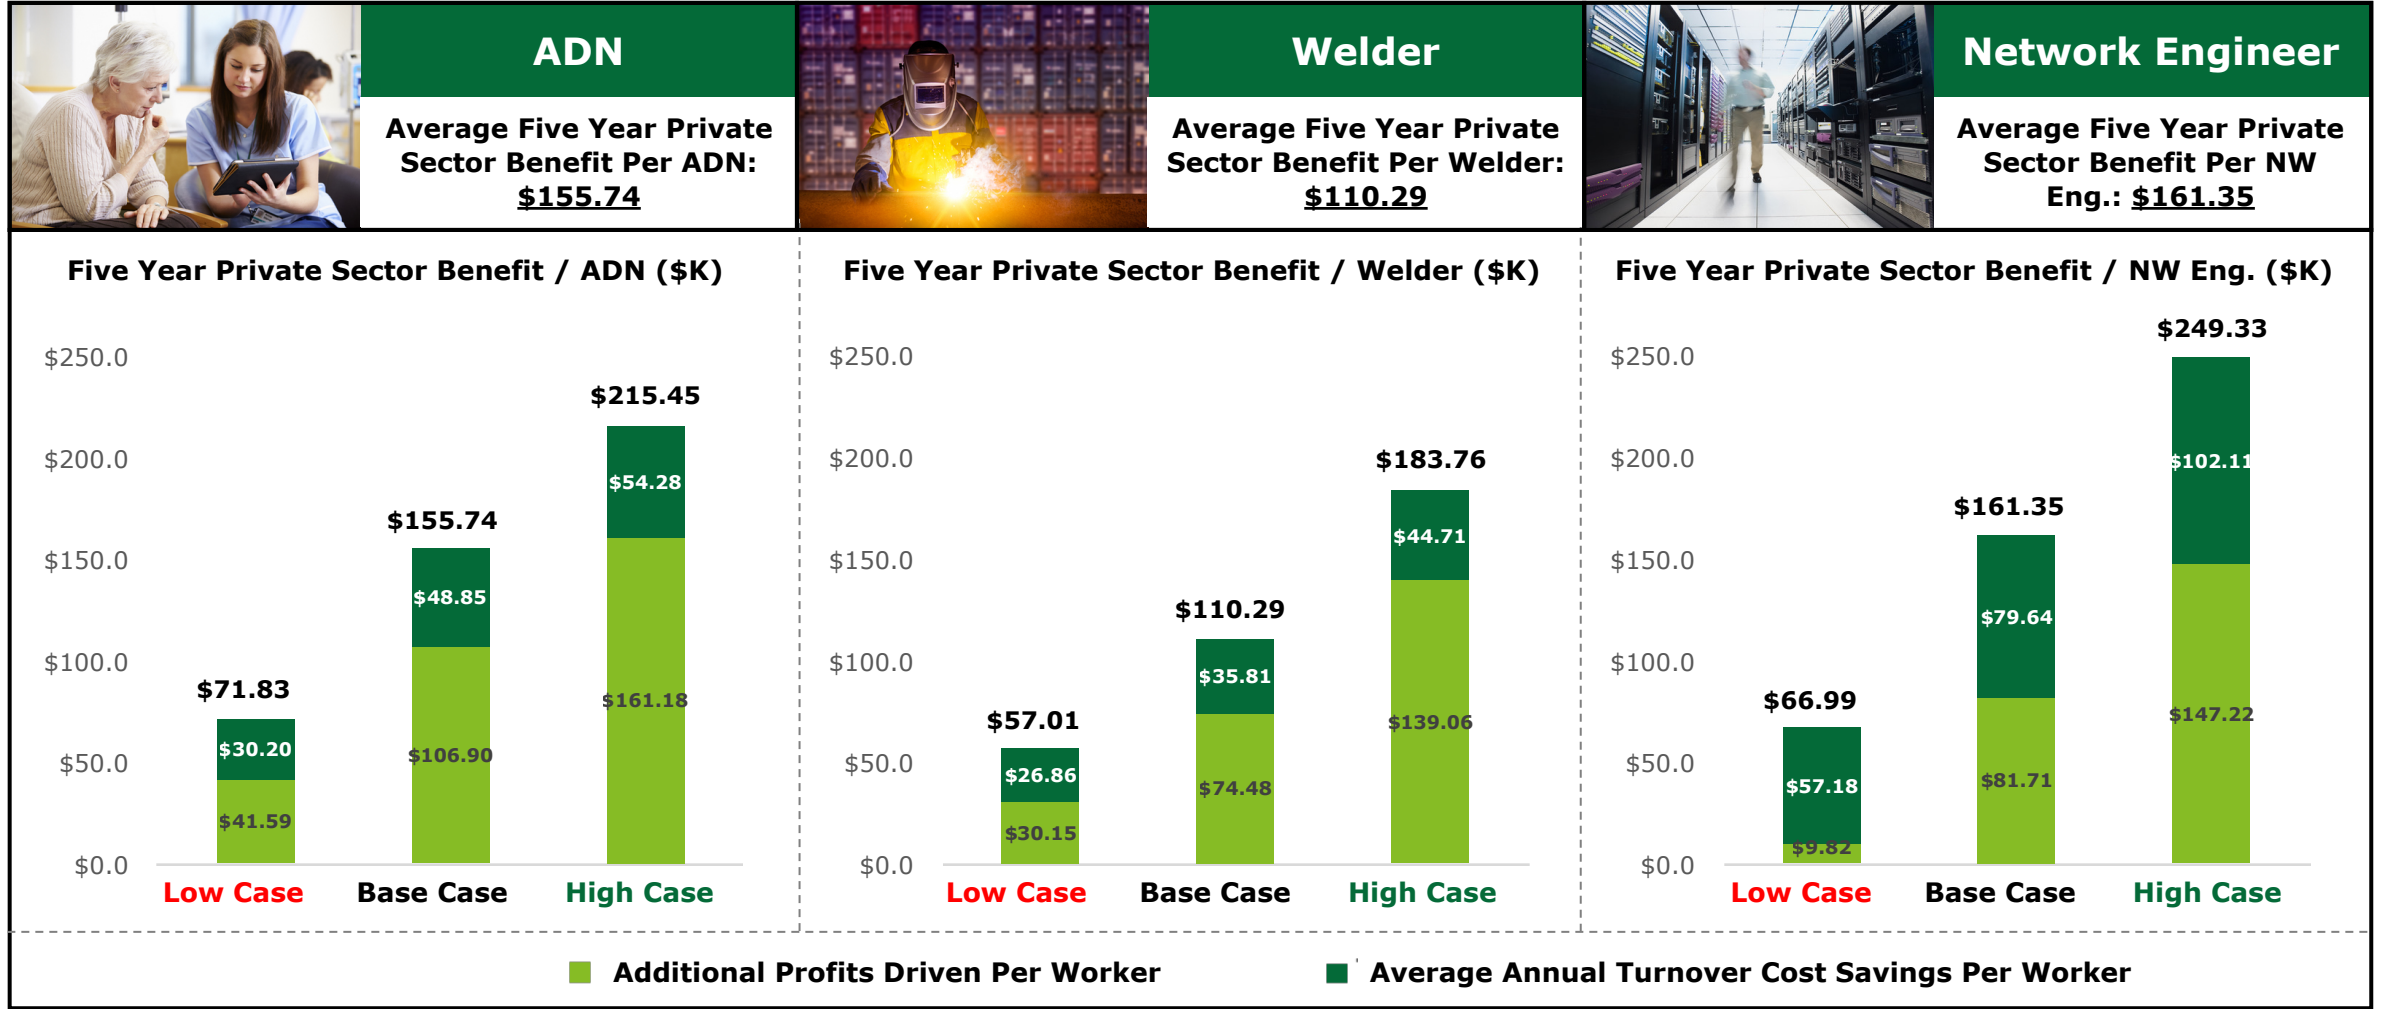 ADN
Average Five Year Private
Sector Benefit Per ADN:
$155.74
Welder
Average Five Year Private
Sector Benefit Per Welder:
$110.29
Network Engineer
Average Five Year Private
Sector Benefit Per NW
Eng.: $161.35
Five Year Private Sector Benefit / ADN ($K)
$250.0
$200.0
$150.0
$100.0
$50.0
$0.0
$71.83
$30.20
$41.59
$155.74
$48.85
$106.90
$215.45
$54.28
$161.18
Low Case
Base Case
High Case
Five Year Private Sector Benefit / Welder ($K)
$250.0
$200.0
$150.0
$100.0
$50.0
$0.0
$57.01
$26.86
$30.15
$110.29
$35.81
$74.48
$183.76
$44.71
$139.06
Low Case
Base Case
High Case
Five Year Private Sector Benefit / NW Eng. ($K)
$250.0
$200.0
$150.0
$100.0
$50.0
$0.0
$66.99
$57.18
$9.82
$161.35
$79.64
$81.71
$249.33
$102.11
$147.22
Low Case
Base Case
High Case
Additional Profits Driven Per Worker
Average Annual Turnover Cost Savings Per Worker